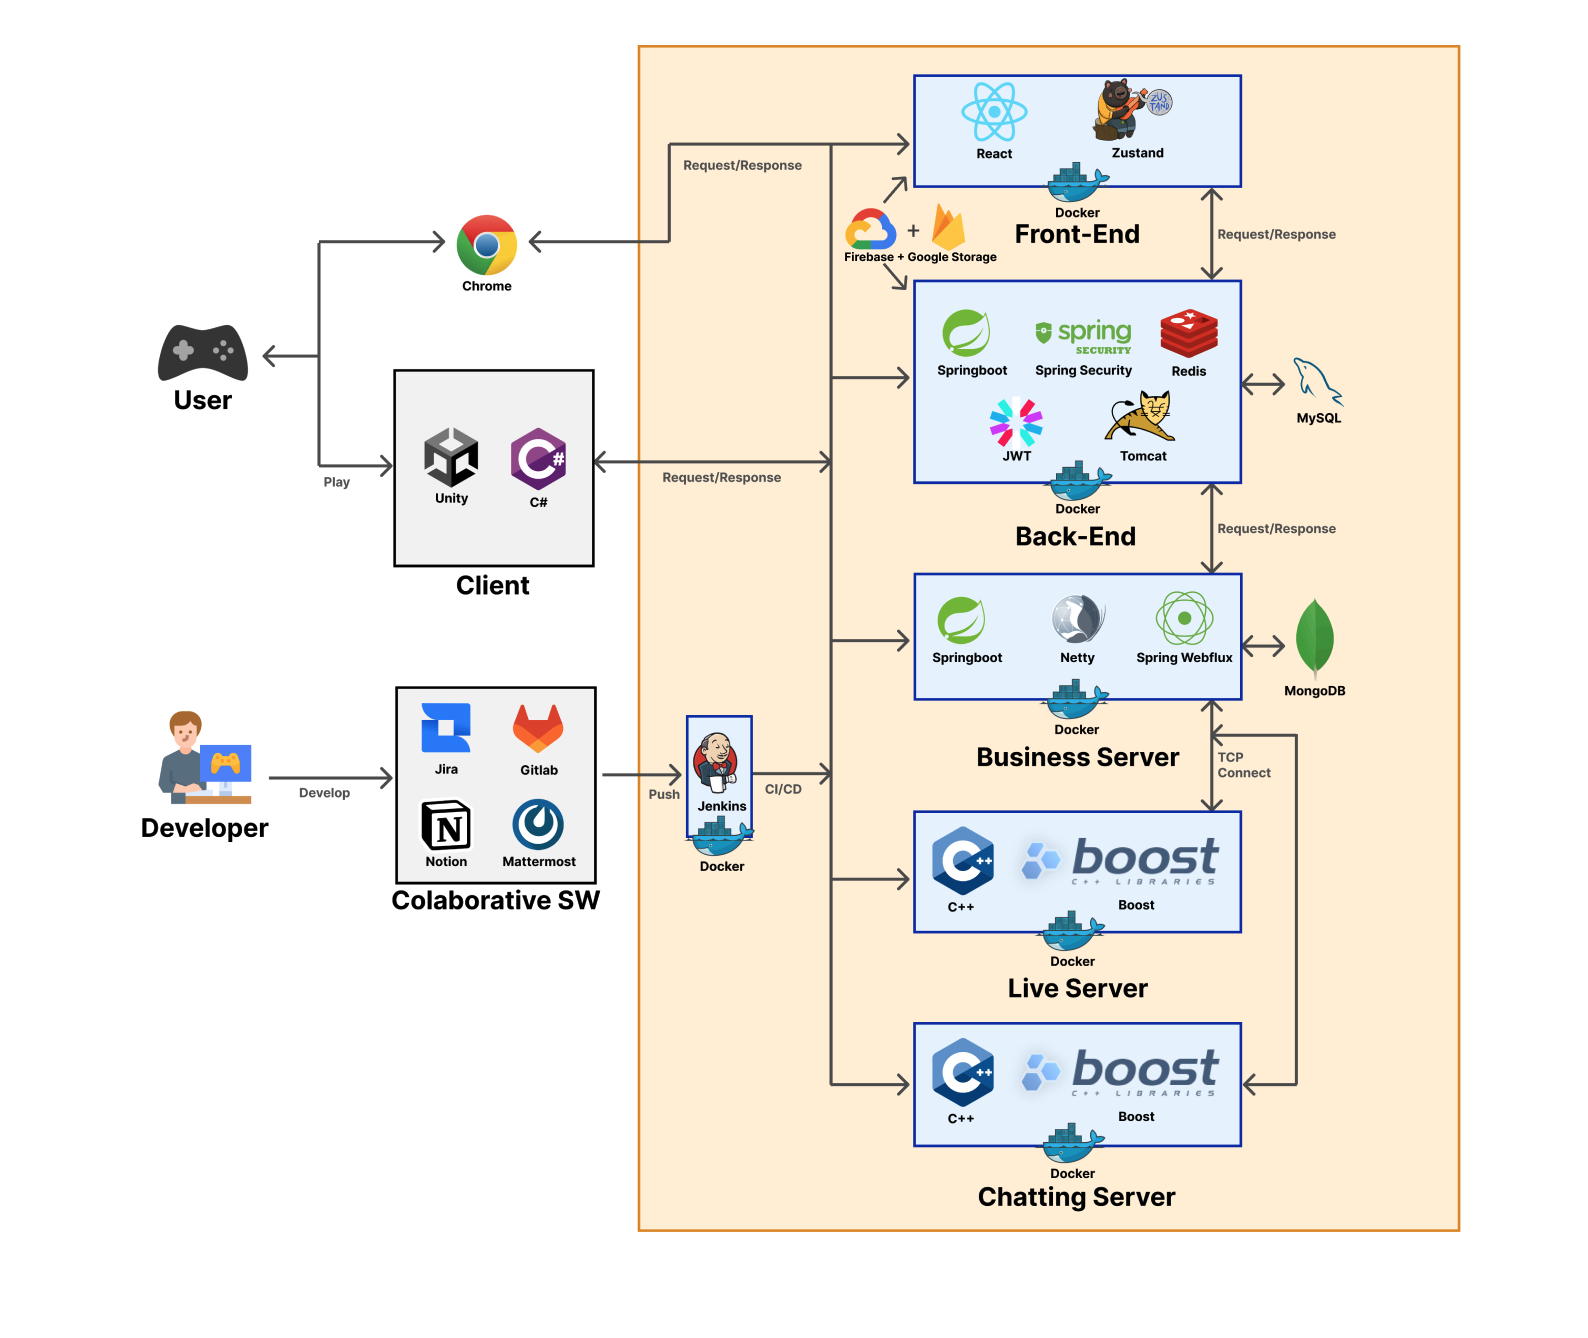 React
Zustand
ZUS
TAND
Docker
Front-End
Request/Response
Request/Response
+
Firebase + Google Storage
Chrome
User
Play
Unity
C#
Client
Request/Response
Springboot
spring
SECURITY
Spring Security
Redis
JWT
Tomcat
Docker
Back-End
MySQL
Request/Response
Springboot
Netty
Spring Webflux
Docker
Business Server
MongoDB
TCP
Connect
Developer
Develop
Jira
Gitlab
Notion
Mattermost
Colaborative SW
Push
Jenkins
Docker
CI/CD
C++
boost
C++ LIBRARIES
Boost
Docker
Live Server
C++
boost
C++ LIBRARIES
Boost
Docker
Chatting Server